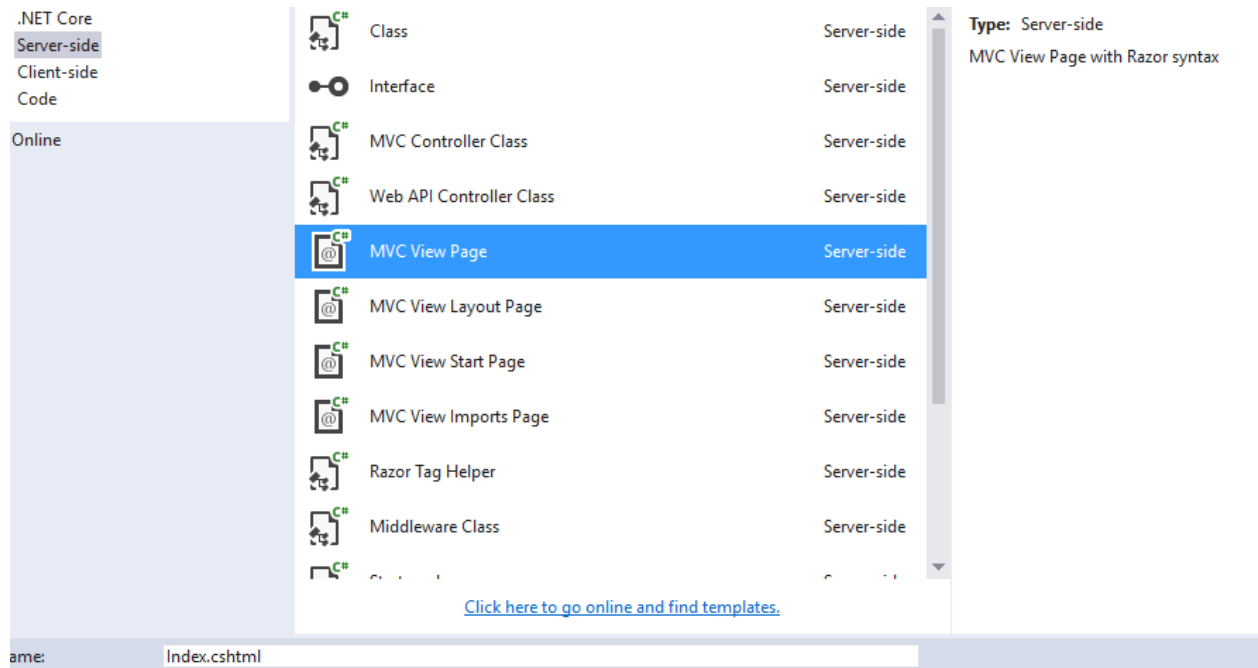 .NET Core
Server-side
Client-side
Code
Online
C# Class Server-side
Interface Server-side
C# MVC Controller Class Server-side
C# Web API Controller Class Server-side
C# @ MVC View Page Server-side
C# @ MVC View Layout Page Server-side
C# @ MVC View Start Page Server-side
C# @ MVC View Imports Page Server-side
C# Razor Tag Helper Server-side
C# Middleware Class Server-side
C#
Click here to go online and find templates.
Type: Server-side
MVC View Page with Razor syntax
ame: Index.cshtml